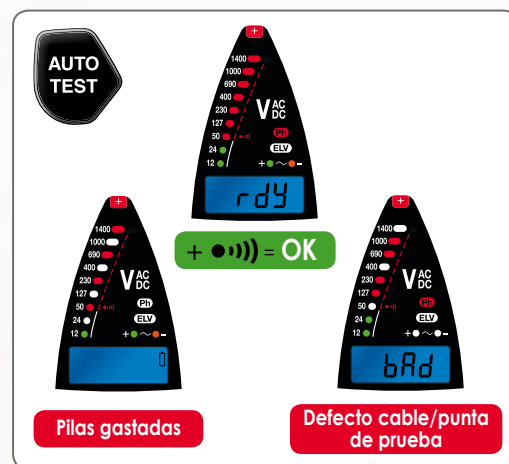 AUTO
TEST
+
1400
1000
690
400
230
127
50
24
12
V AC
DC
Ph
ELV
+ ~ -
rdY
+ = OK
+
1400
1000
690
400
230
127
50
24
12
V AC
DC
Ph
ELV
+ ~ -
Pilas gastadas
+
1400
1000
690
400
230
127
50
24
12
V AC
DC
Ph
ELV
+ ~ -
bAd
Defecto cable/punta
de prueba